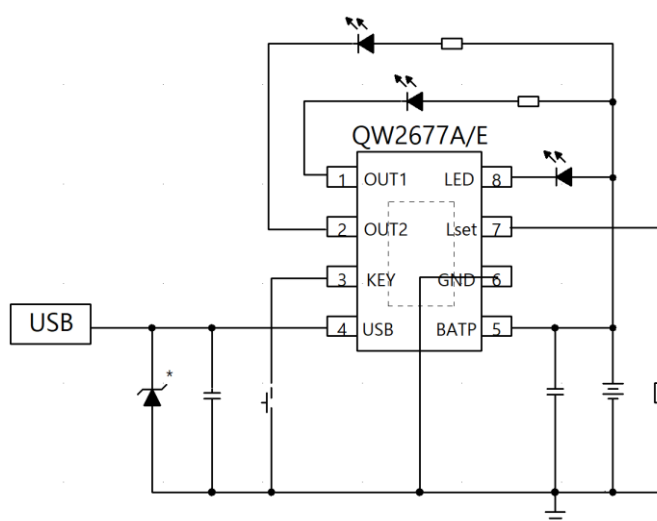 QW2677A/E
1 OUT1 LED 8
2 OUT2 Lset 7
3 KEY GND 6
USB
4 USB BATP 5
*